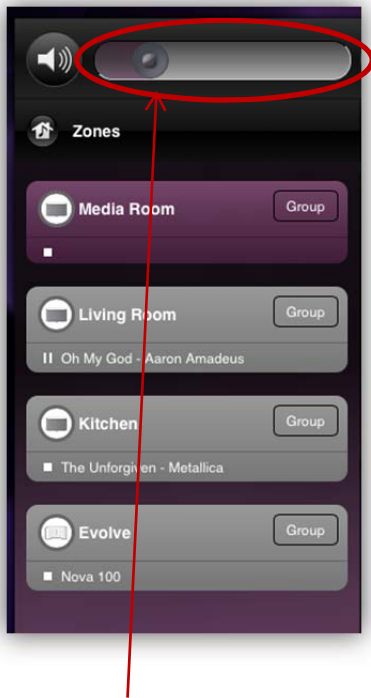 Zones
Media Room
Group
Living Room
Group
Oh My God - Aaron Amadeus
Kitchen
Group
The Unforgiven - Metallica
Evolve
Group
Nova 100